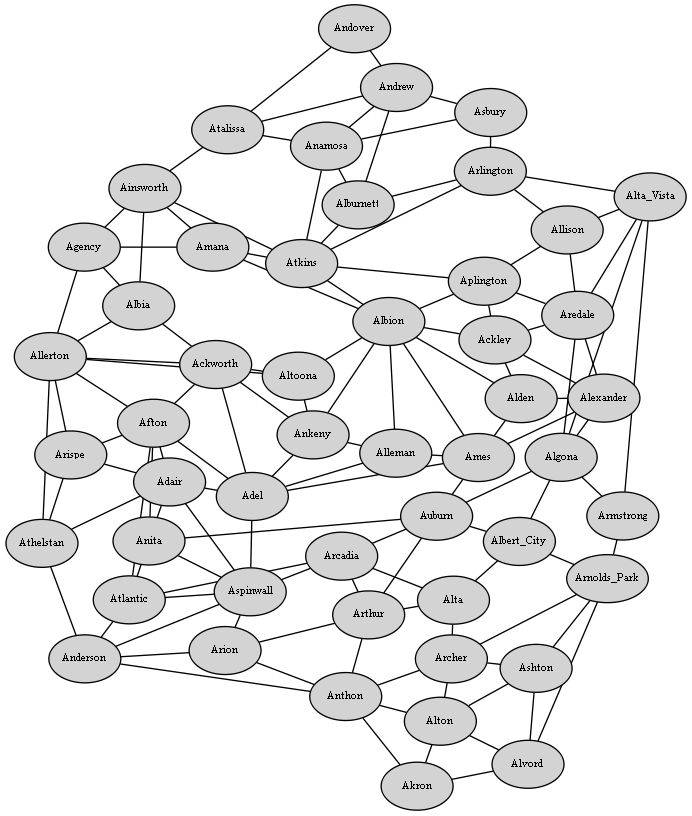 Andover
Andrew
Asbury
Atalissa
Anamosa
Arlington
Ainsworth
Alburnett
Alta_Vista
Allison
Agency
Amana
Atkins
Aplington
Albia
Albion
Aredale
Ackley
Allerton
Ackworth
Altoona
Alden
Alexander
Afton
Ankeny
Arispe
Alleman
Ames
Algona
Adair
Adel
Auburn
Armstrong
Athelstan
Anita
Albert_City
Arcadia
Arnolds_Park
Atlantic
Aspinwall
Arthur
Alta
Anderson
Arion
Archer
Ashton
Anthon
Alton
Alvord
Akron